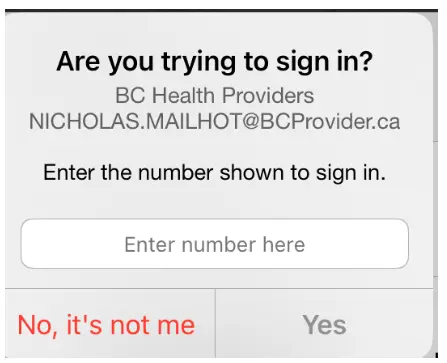 Are you trying to sign in?
BC Health Providers
NICHOLAS.MAILHOT@BCProvider.ca
Enter the number shown to sign in.
Enter number here
No, it's not me
Yes